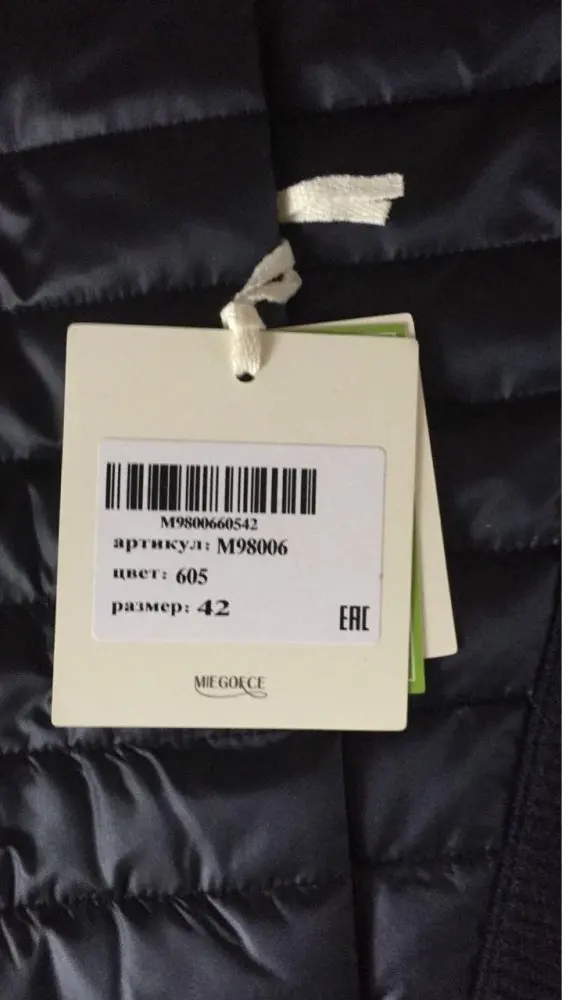 M9800660542
артикул: M98006
цвет: 605
размер: 42
EAC
MIEGOFCE